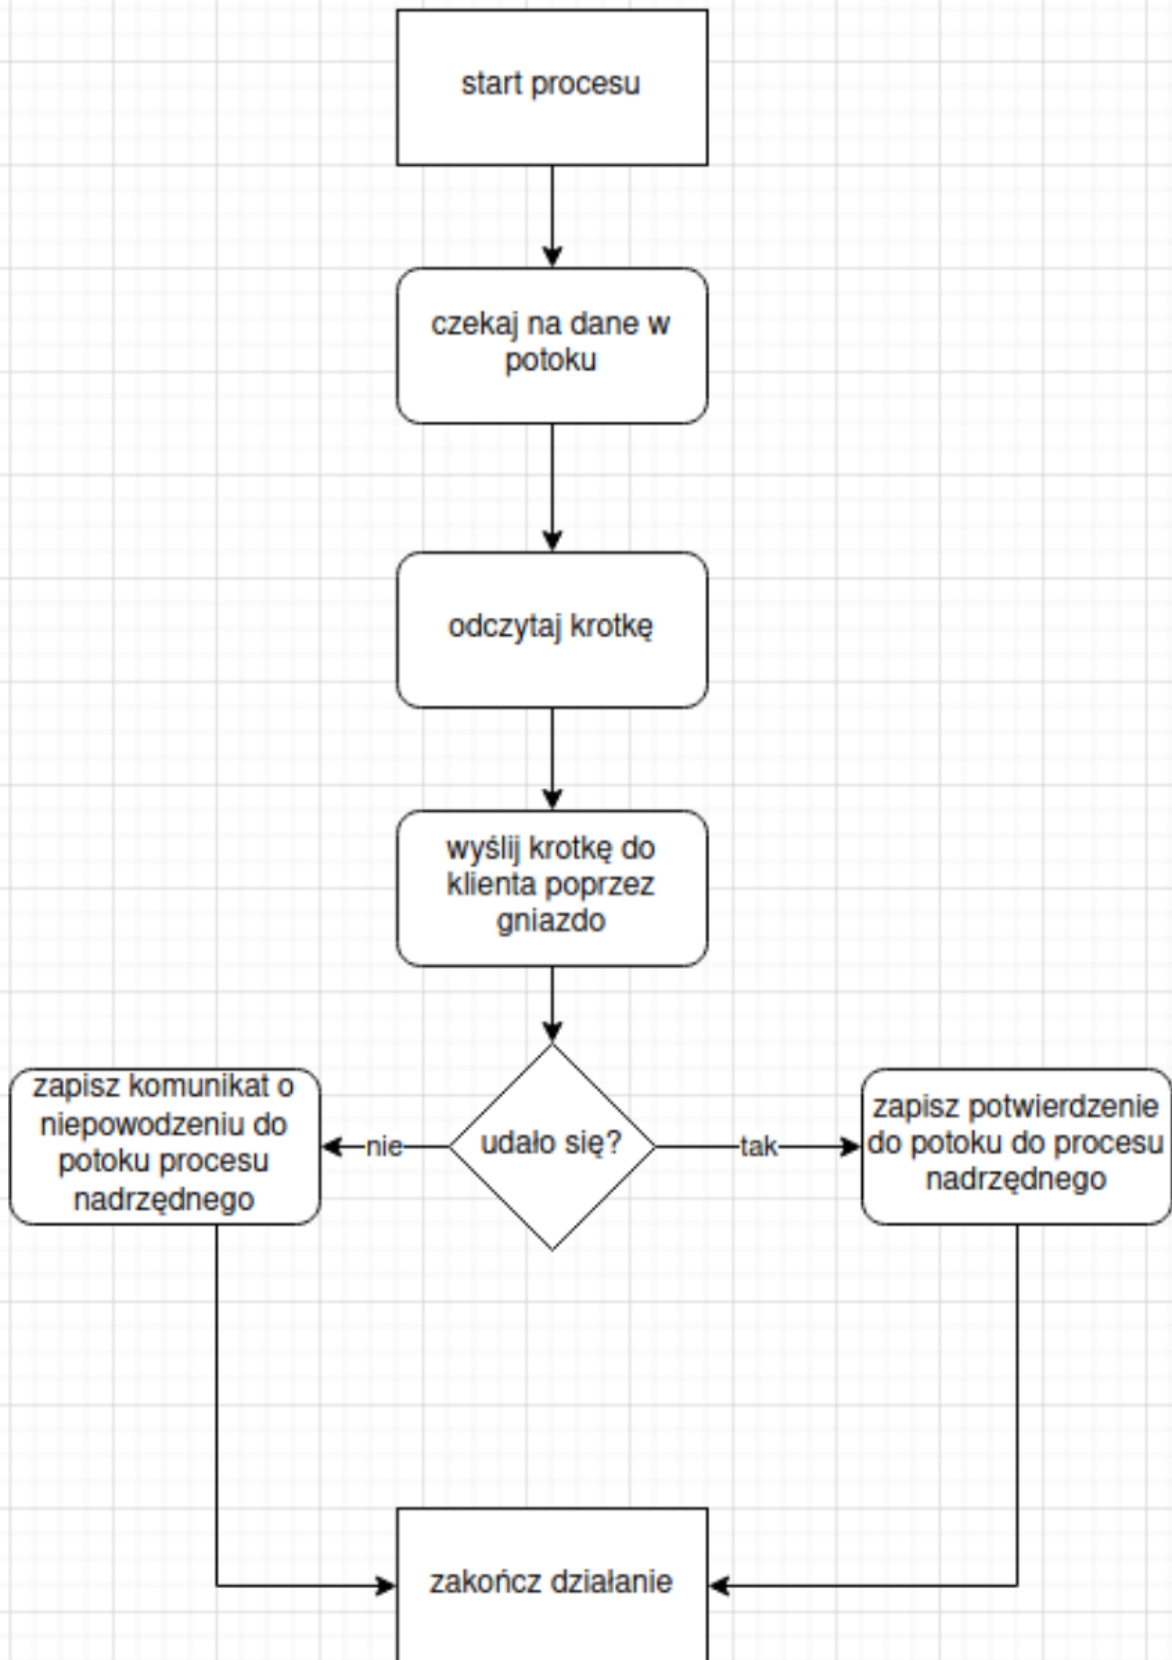 start procesu
czekaj na dane w
potoku
odczytaj krotkę
wyślij krotkę do
klienta poprzez
gniazdo
zapisz komunikat o
niepowodzeniu do
potoku procesu
nadrzędnego
nie
udało się?
tak
zapisz potwierdzenie
do potoku do procesu
nadrzędnego
zakończ działanie